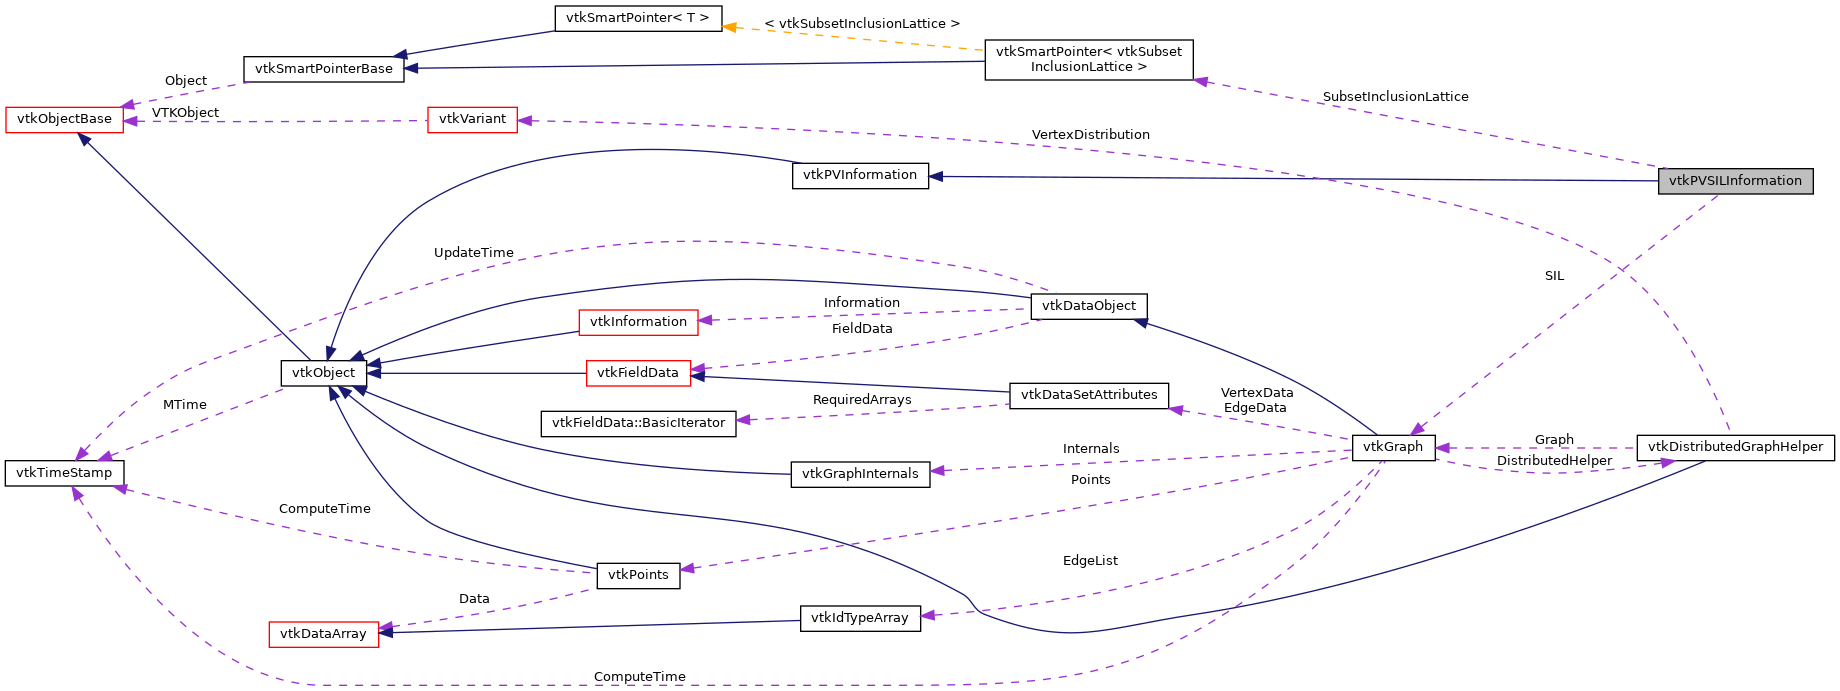 vtkSmartPointer< T >
< vtkSubsetInclusionLattice >
vtkSmartPointer< vtkSubset
InclusionLattice >
vtkSmartPointerBase
Object
SubsetInclusionLattice
vtkObjectBase
VTKObject
vtkVariant
VertexDistribution
vtkPVInformation
vtkPVSILInformation
UpdateTime
SIL
Information
vtkDataObject
vtkInformation
FieldData
vtkObject
vtkFieldData
MTime
RequiredArrays
vtkDataSetAttributes
VertexData
EdgeData
vtkFieldData::BasicIterator
Internals
vtkGraph
Graph
vtkDistributedGraphHelper
DistributedHelper
vtkTimeStamp
vtkGraphInternals
Points
ComputeTime
EdgeList
vtkPoints
Data
vtkIdTypeArray
vtkDataArray
ComputeTime